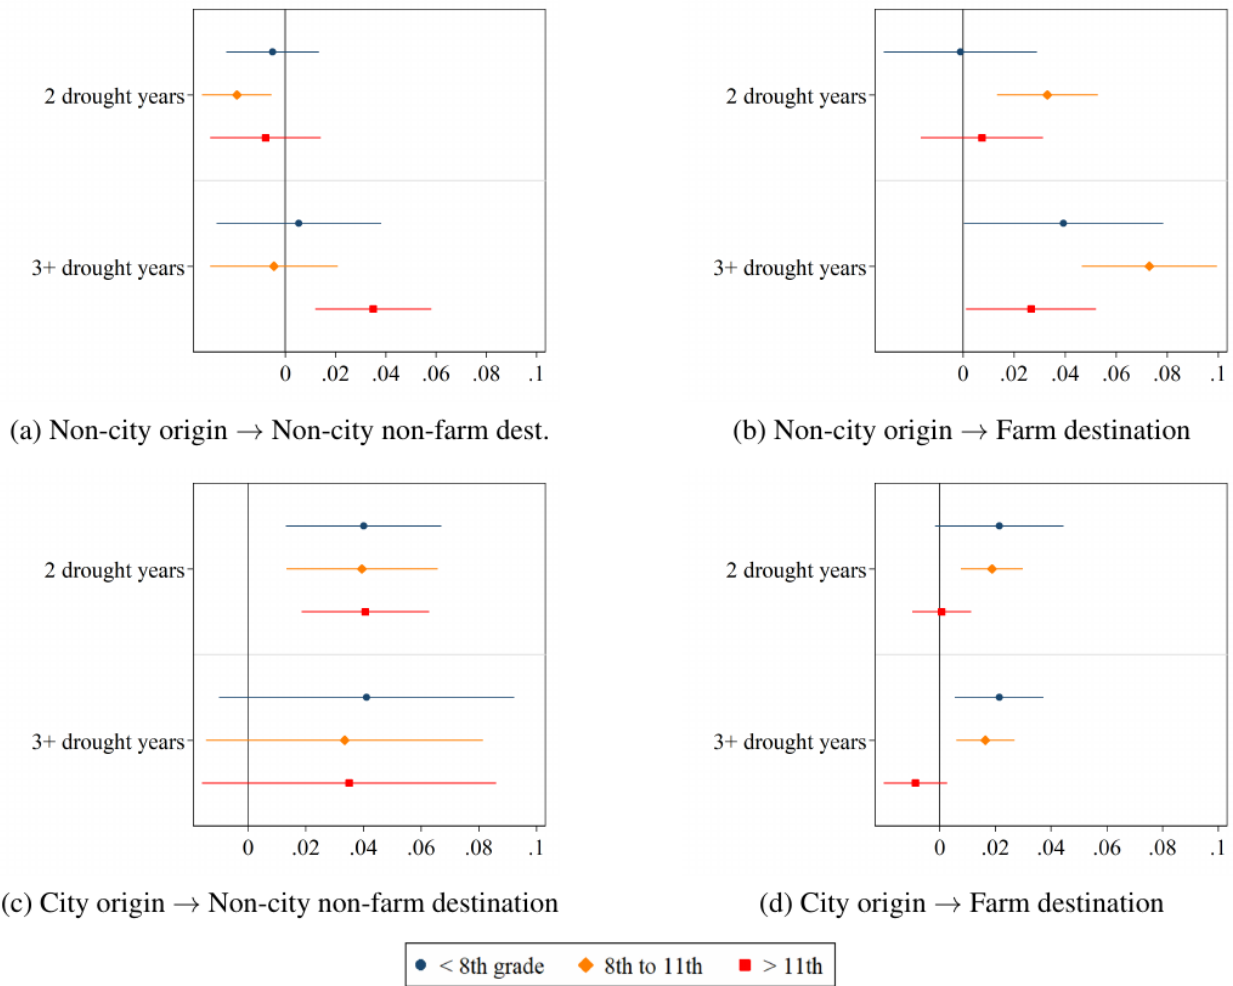 2 drought years
3+ drought years
0 .02 .04 .06 .08 .1
(a) Non-city origin → Non-city non-farm dest.
2 drought years
3+ drought years
0 .02 .04 .06 .08 .1
(b) Non-city origin → Farm destination
2 drought years
3+ drought years
0 .02 .04 .06 .08 .1
(c) City origin → Non-city non-farm destination
2 drought years
3+ drought years
0 .02 .04 .06 .08 .1
(d) City origin → Farm destination
< 8th grade 8th to 11th > 11th